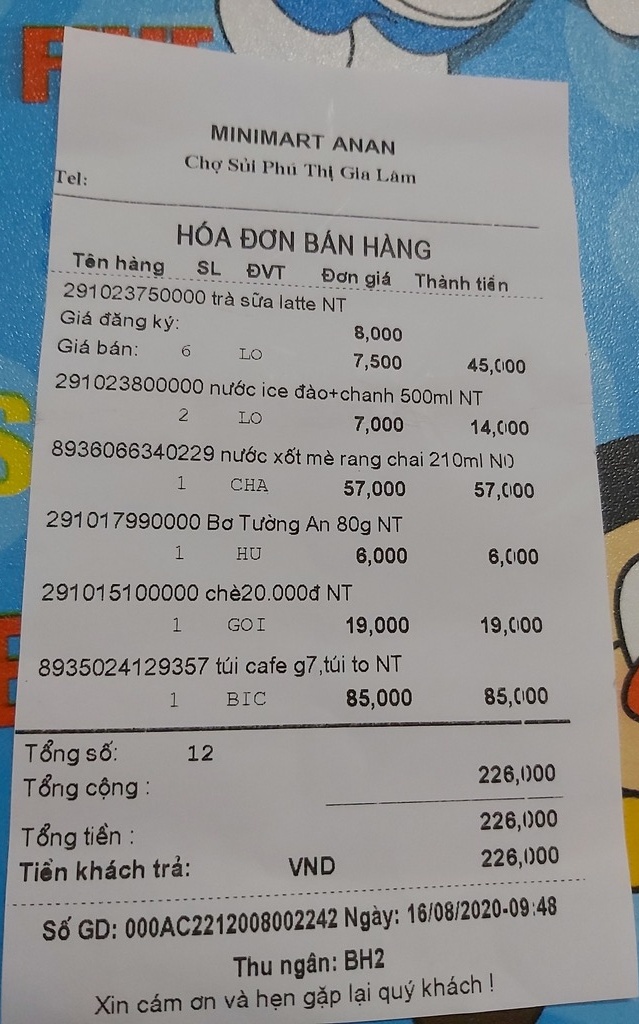 MINIMART ANAN
Chợ Sủi Phú Thị Gia Lâm
Tel:
HÓA ĐƠN BÁN HÀNG
Tên hàng SL ĐVT Đơn giá Thành tiền
291023750000 trà sữa latte NT
Giá đăng ký: 8,000
Giá bán: 6 LO 7,500 45,000
291023800000 nước ice đào+chanh 500ml NT
2 LO 7,000 14,000
8936066340229 nước xốt mè rang chai 210ml
1 CHA 57,000 57,000
291017990000 Bơ Tường An 80g NT
1 HU 6,000 6,000
291015100000 chè20.000đ NT
1 GOI 19,000 19,000
8935024129357 túi cafe g7,túi to NT
1 BIC 85,000 85,000
Tổng số: 12
Tổng cộng : 226,000
Tổng tiền : 226,000
Tiền khách trả: VND 226,000
Số GD: 000AC2212008002242 Ngày: 16/08/2020-09:48
Thu ngân: BH2
Xin cám ơn và hẹn gặp lại quý khách !